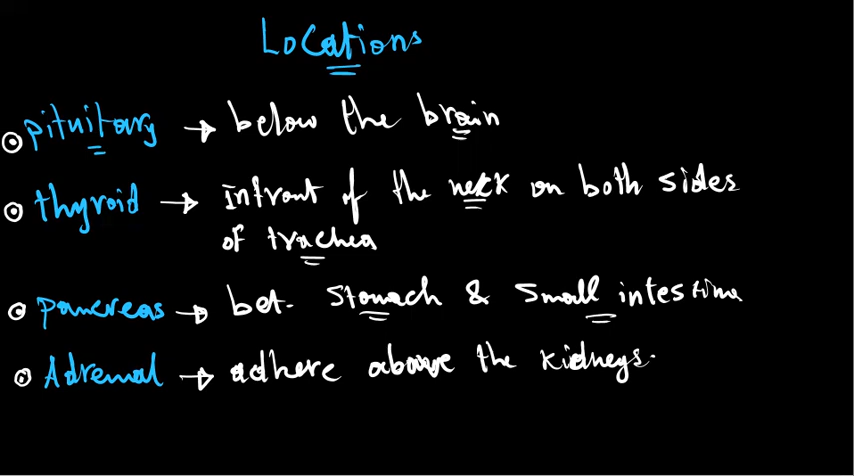 Locations
pituitary → below the brain
thyroid → infront of the neck on both sides
of trachea
pancreas → bet. stomach & small intestine
Adrenal → adhere above the kidneys.